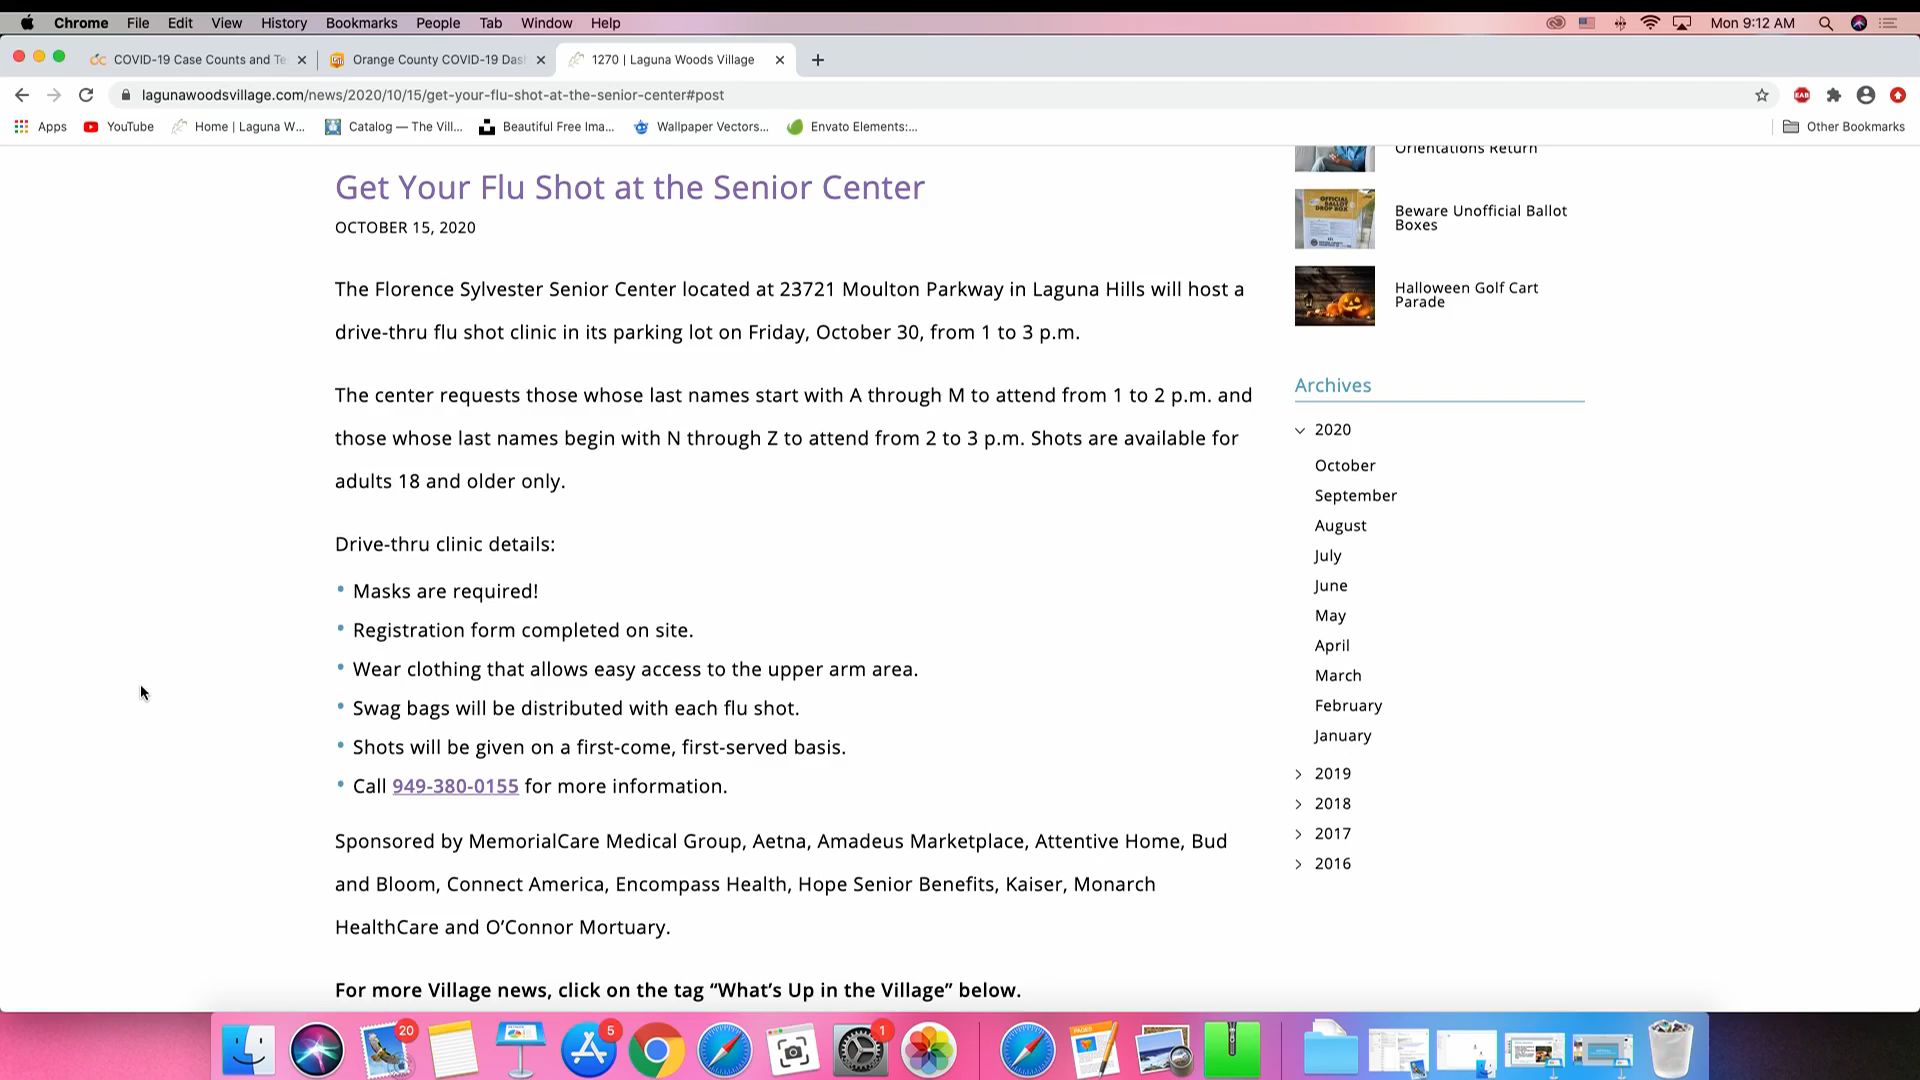 Chrome File Edit View History Bookmarks People Tab Window Help Mon 9:12 AM
COVID-19 Case Counts and Te Orange County COVID-19 Das 1270 | Laguna Woods Village
lagunawoodsvillage.com/news/2020/10/15/get-your-flu-shot-at-the-senior-center#post
Apps YouTube Home | Laguna W... Catalog — The Vill... Beautiful Free Ima... Wallpaper Vectors... Envato Elements:... Other Bookmarks
Get Your Flu Shot at the Senior Center
OCTOBER 15, 2020
The Florence Sylvester Senior Center located at 23721 Moulton Parkway in Laguna Hills will host a
drive-thru flu shot clinic in its parking lot on Friday, October 30, from 1 to 3 p.m.
The center requests those whose last names start with A through M to attend from 1 to 2 p.m. and
those whose last names begin with N through Z to attend from 2 to 3 p.m. Shots are available for
adults 18 and older only.
Drive-thru clinic details:
• Masks are required!
• Registration form completed on site.
• Wear clothing that allows easy access to the upper arm area.
• Swag bags will be distributed with each flu shot.
• Shots will be given on a first-come, first-served basis.
• Call 949-380-0155 for more information.
Sponsored by MemorialCare Medical Group, Aetna, Amadeus Marketplace, Attentive Home, Bud
and Bloom, Connect America, Encompass Health, Hope Senior Benefits, Kaiser, Monarch
HealthCare and O’Connor Mortuary.
For more Village news, click on the tag “What’s Up in the Village” below.
Orientations Return
OFFICIAL
BALLOT
DROP BOX
Beware Unofficial Ballot
Boxes
Halloween Golf Cart
Parade
Archives
2020
October
September
August
July
June
May
April
March
February
January
2019
2018
2017
2016
20
5
1
PAGES